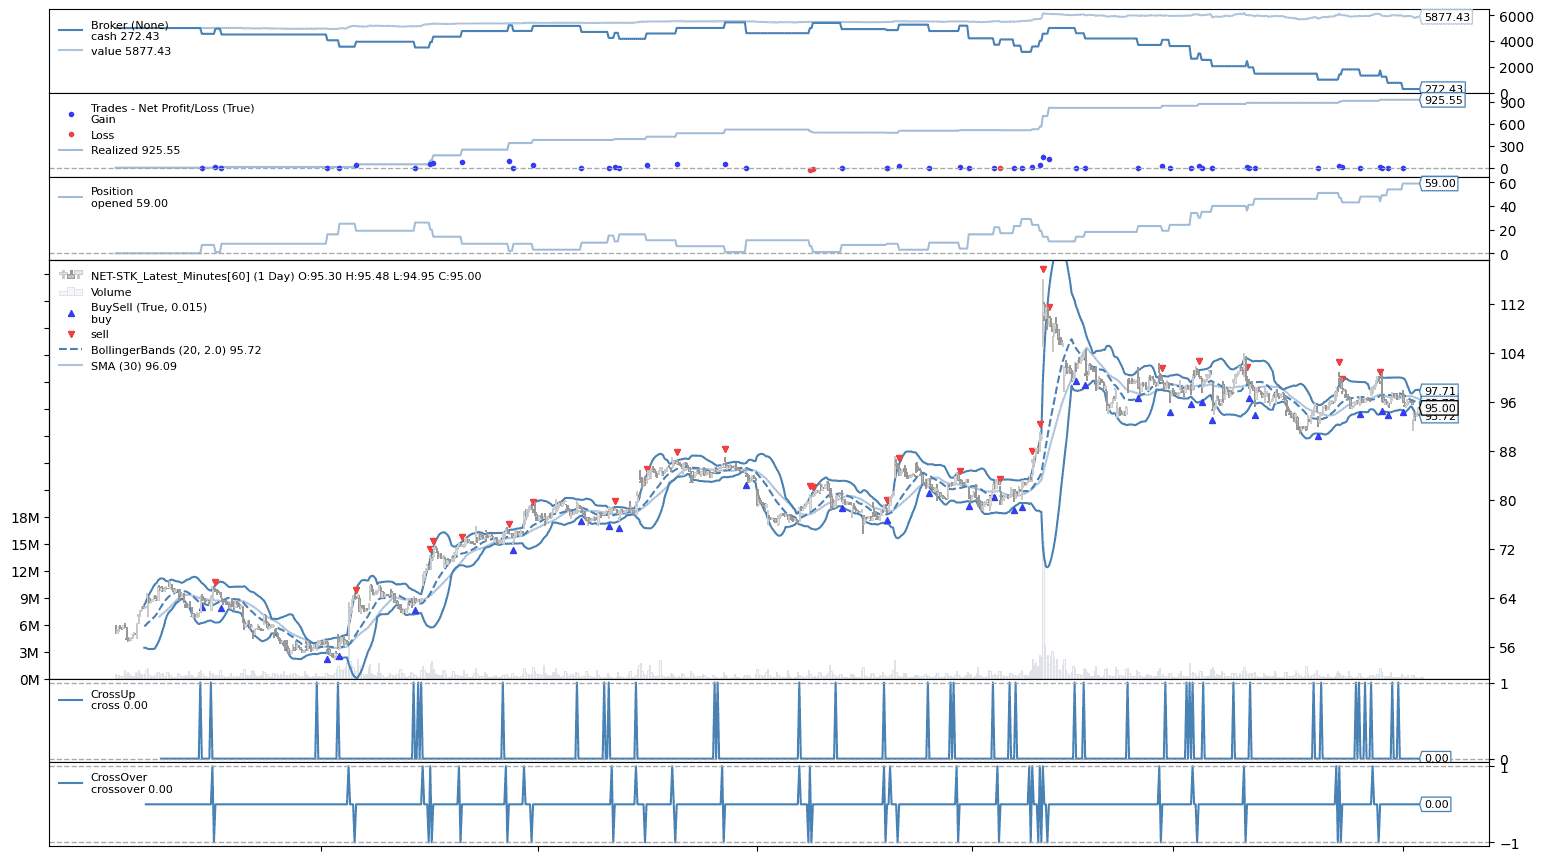 Broker (None)
cash 272.43
value 5877.43
5877.43
6000
4000
2000
272.43
0
Trades - Net Profit/Loss (True)
Gain
Loss
Realized 925.55
925.55
900
600
300
0
Position
opened 59.00
59.00
60
40
20
0
NET-STK_Latest_Minutes[60] (1 Day) O:95.30 H:95.48 L:94.95 C:95.00
Volume
BuySell (True, 0.015)
buy
sell
BollingerBands (20, 2.0) 95.72
SMA (30) 96.09
112
104
97.71
96
95.00
95.72
88
80
72
64
56
18M
15M
12M
9M
6M
3M
0M
CrossUp
cross 0.00
1
0.00
0
CrossOver
crossover 0.00
1
0.00
−1